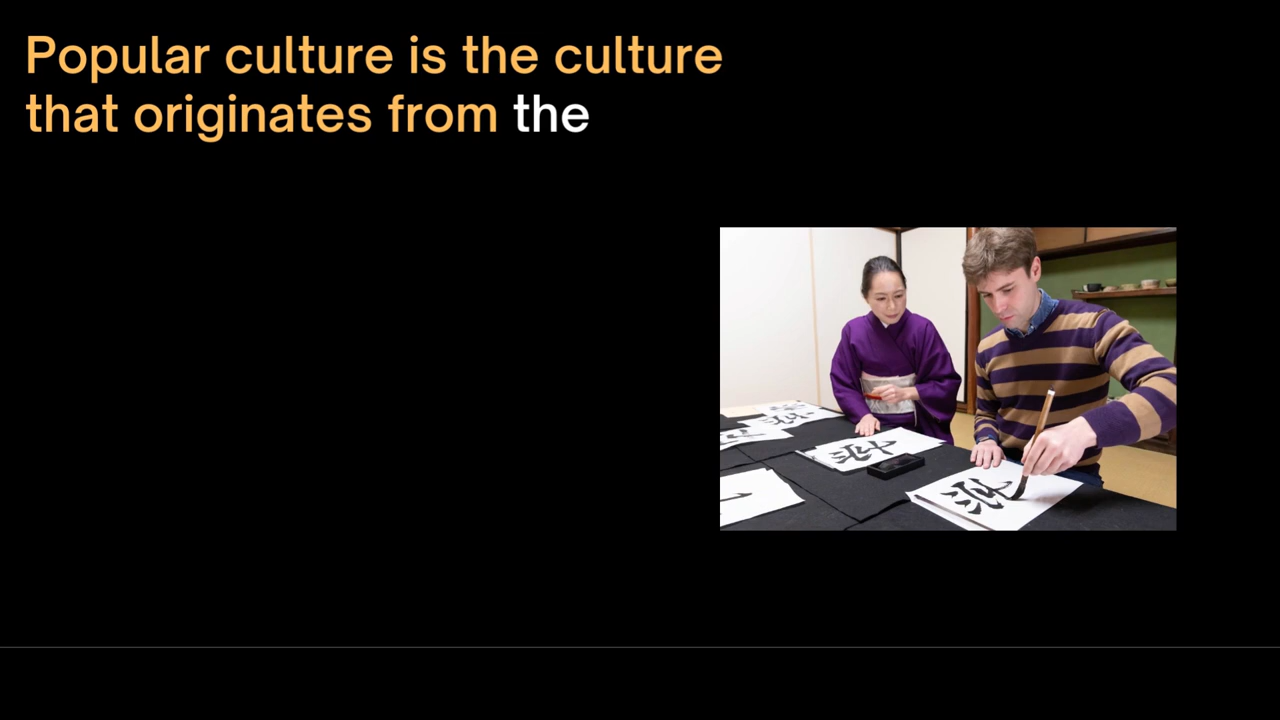 Popular culture is the culture
that originates from the